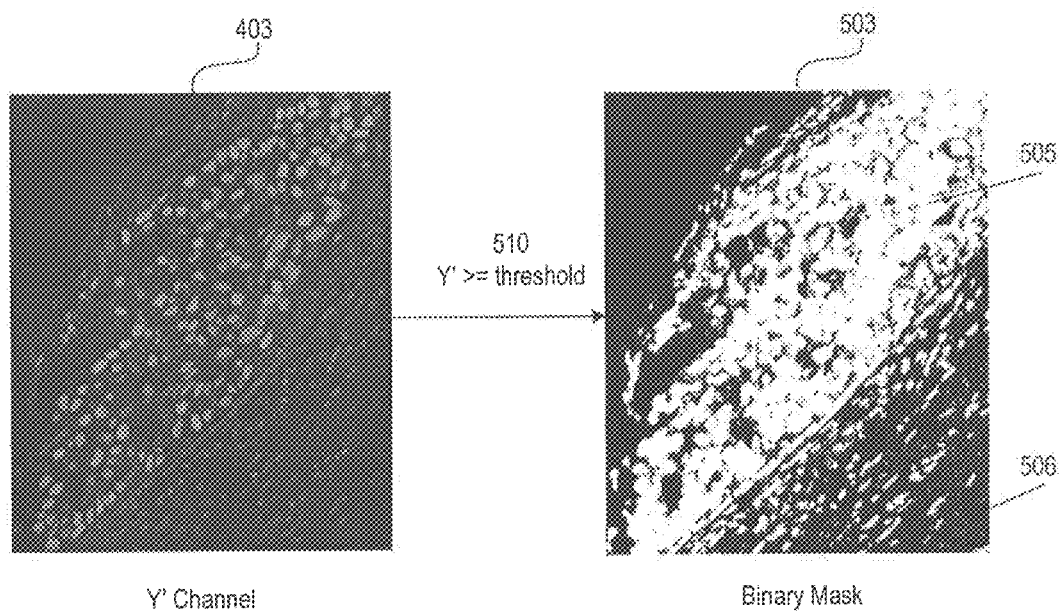 403
503
505
510
Y' >= threshold
506
Y' Channel
Binary Mask